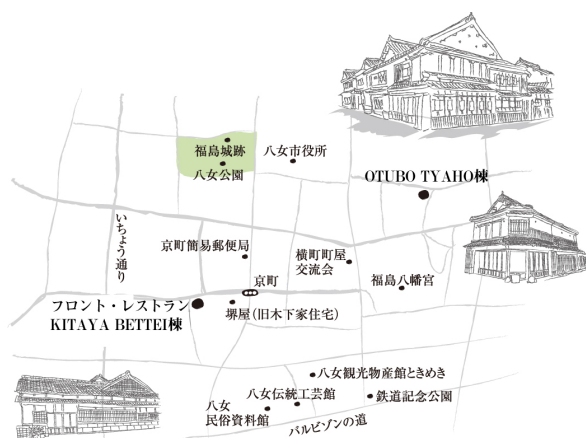 福島城跡
八女公園
八女市役所
OTUBO TYAHO棟
いちょう通り
京町簡易郵便局
横町町屋
交流会
京町
福島八幡宮
フロント・レストラン
KITAYA BETTEI棟
堺屋(旧木下家住宅)
八女観光物産館ときめき
八女伝統工芸館
鉄道記念公園
八女
民俗資料館
バルビゾンの道